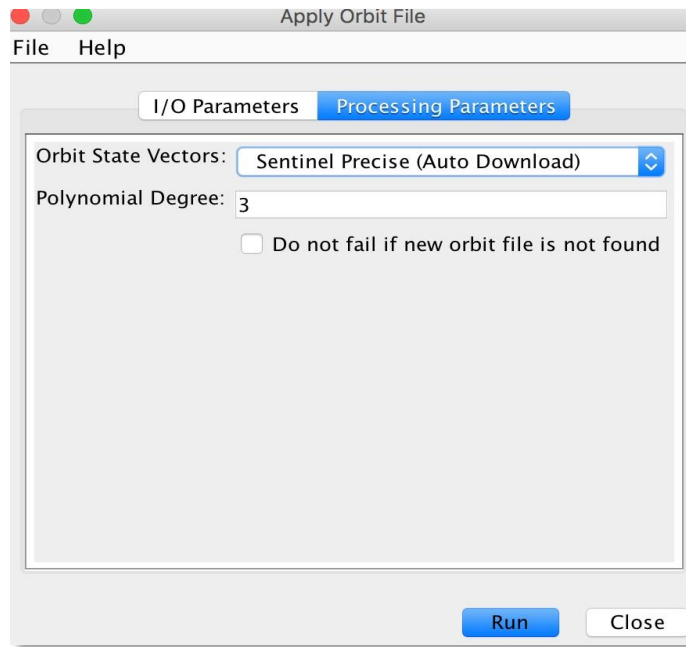 Apply Orbit File
File Help
I/O Parameters Processing Parameters
Orbit State Vectors: Sentinel Precise (Auto Download)
Polynomial Degree: 3
Do not fail if new orbit file is not found
Run Close